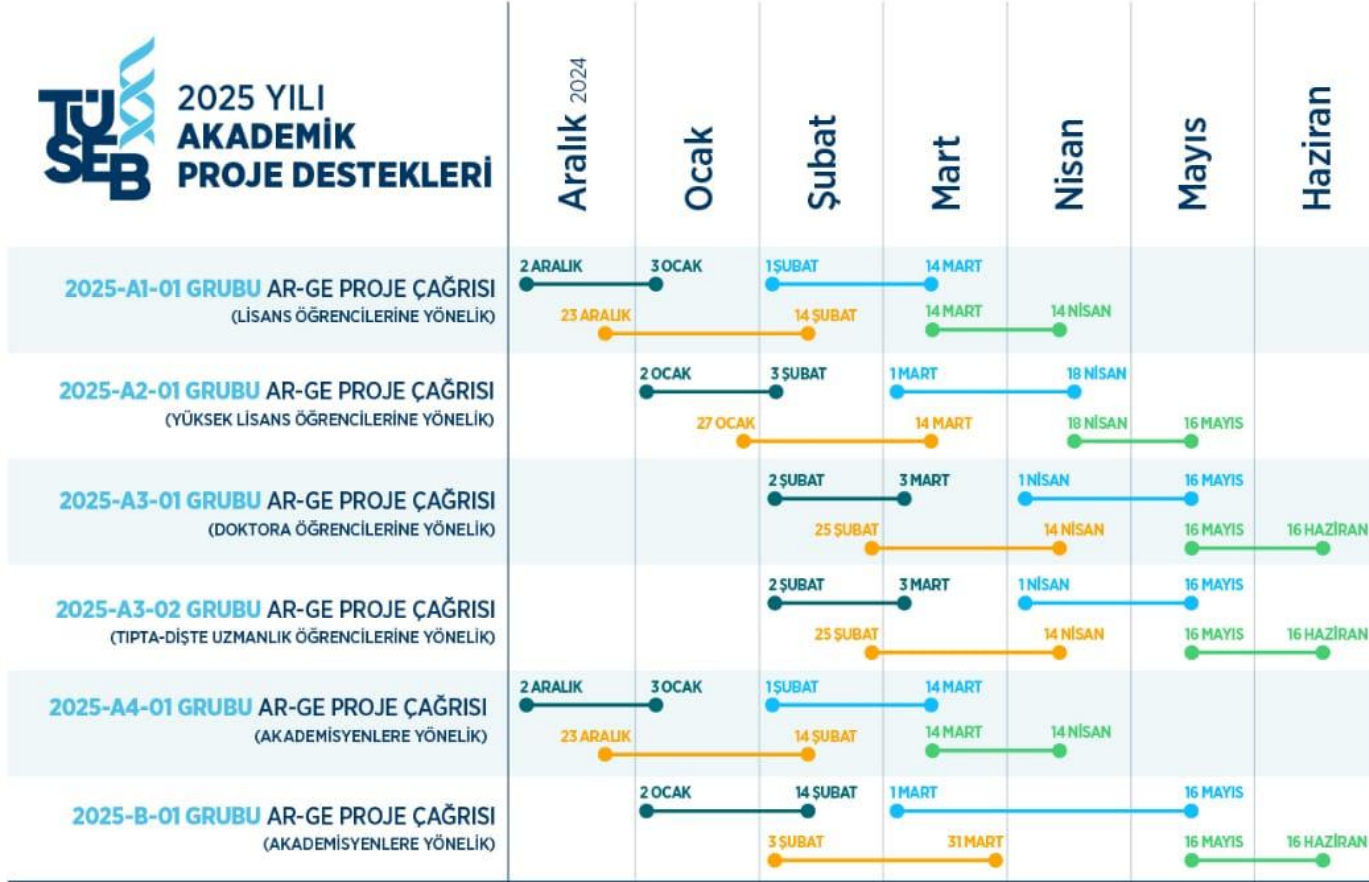 TÜSEB
2025 YILI
AKADEMİK
PROJE DESTEKLERİ
Aralık 2024
Ocak
Şubat
Mart
Nisan
Mayıs
Haziran
2025-A1-01 GRUBU AR-GE PROJE ÇAĞRISI
(LİSANS ÖĞRENCİLERİNE YÖNELİK)
2 ARALIK 3 OCAK 1 ŞUBAT 14 MART
23 ARALIK 14 ŞUBAT 14 MART 14 NİSAN
2025-A2-01 GRUBU AR-GE PROJE ÇAĞRISI
(YÜKSEK LİSANS ÖĞRENCİLERİNE YÖNELİK)
2 OCAK 3 ŞUBAT 1 MART 18 NİSAN
27 OCAK 14 MART 18 NİSAN 16 MAYIS
2025-A3-01 GRUBU AR-GE PROJE ÇAĞRISI
(DOKTORA ÖĞRENCİLERİNE YÖNELİK)
2 ŞUBAT 3 MART 1 NİSAN 16 MAYIS
25 ŞUBAT 14 NİSAN 16 MAYIS 16 HAZİRAN
2025-A3-02 GRUBU AR-GE PROJE ÇAĞRISI
(TIPTA-DİŞTE UZMANLIK ÖĞRENCİLERİNE YÖNELİK)
2 ŞUBAT 3 MART 1 NİSAN 16 MAYIS
25 ŞUBAT 14 NİSAN 16 MAYIS 16 HAZİRAN
2025-A4-01 GRUBU AR-GE PROJE ÇAĞRISI
(AKADEMİSYENLERE YÖNELİK)
2 ARALIK 3 OCAK 1 ŞUBAT 14 MART
23 ARALIK 14 ŞUBAT 14 MART 14 NİSAN
2025-B-01 GRUBU AR-GE PROJE ÇAĞRISI
(AKADEMİSYENLERE YÖNELİK)
2 OCAK 14 ŞUBAT 1 MART 16 MAYIS
3 ŞUBAT 31 MART 16 MAYIS 16 HAZİRAN